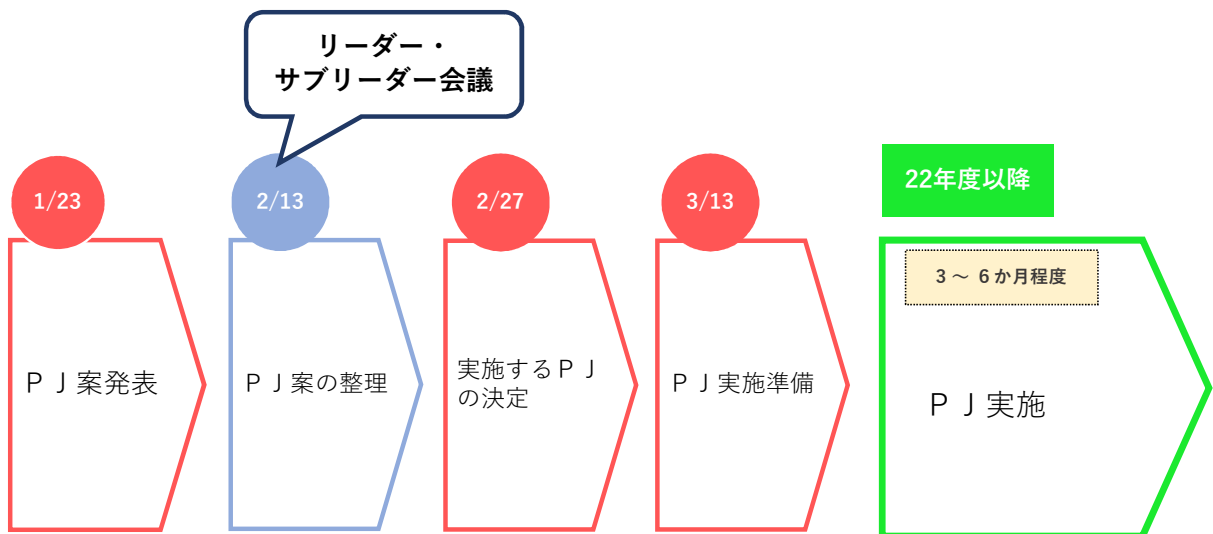 リーダー・
サブリーダー会議
1/23
2/13
2/27
3/13
22年度以降
3 ～ 6か月程度
ＰＪ案発表
ＰＪ案の整理
実施するＰＪ
の決定
ＰＪ実施準備
ＰＪ実施